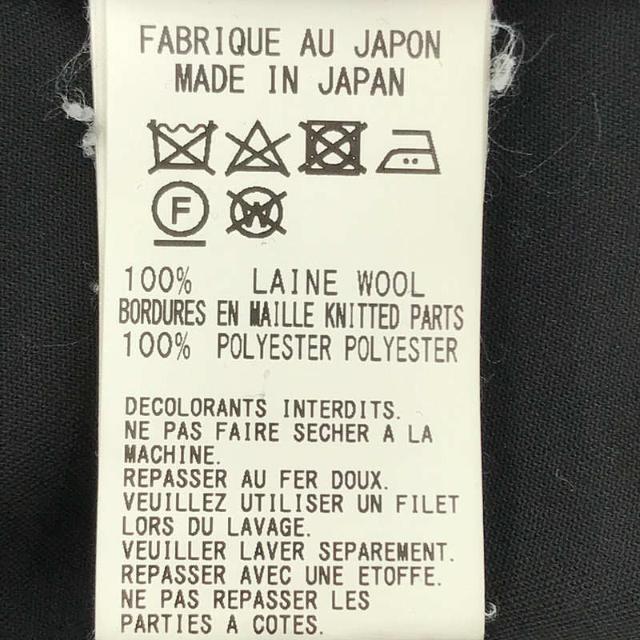 FABRIQUE AU JAPON
MADE IN JAPAN
F W
100% LAINE WOOL
BORDURES EN MAILLE KNITTED PARTS
100% POLYESTER POLYESTER
DECOLORANTS INTERDITS.
NE PAS FAIRE SECHER A LA
MACHINE.
REPASSER AU FER DOUX.
VEUILLEZ UTILISER UN FILET
LORS DU LAVAGE.
VEUILLER LAVER SEPAREMENT.
REPASSER AVEC UNE ETOFFE.
NE PAS REPASSER LES
PARTIES A COTES.